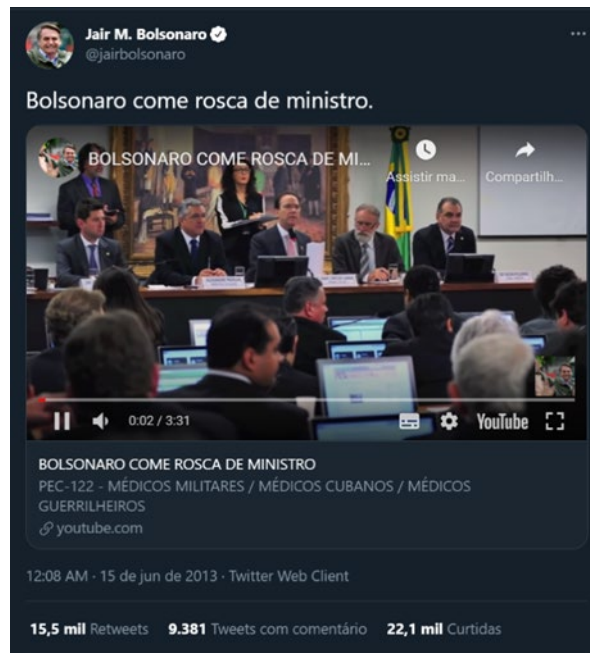 Jair M. Bolsonaro
@jairbolsonaro
Bolsonaro come rosca de ministro.
BOLSONARO COME ROSCA DE MI...
Assistir ma...
Compartilh...
0:02 / 3:31
YouTube
BOLSONARO COME ROSCA DE MINISTRO
PEC-122 - MÉDICOS MILITARES / MÉDICOS CUBANOS / MÉDICOS
GUERRILHEIROS
youtube.com
12:08 AM · 15 de jun de 2013 · Twitter Web Client
15,5 mil Retweets 9.381 Tweets com comentário 22,1 mil Curtidas